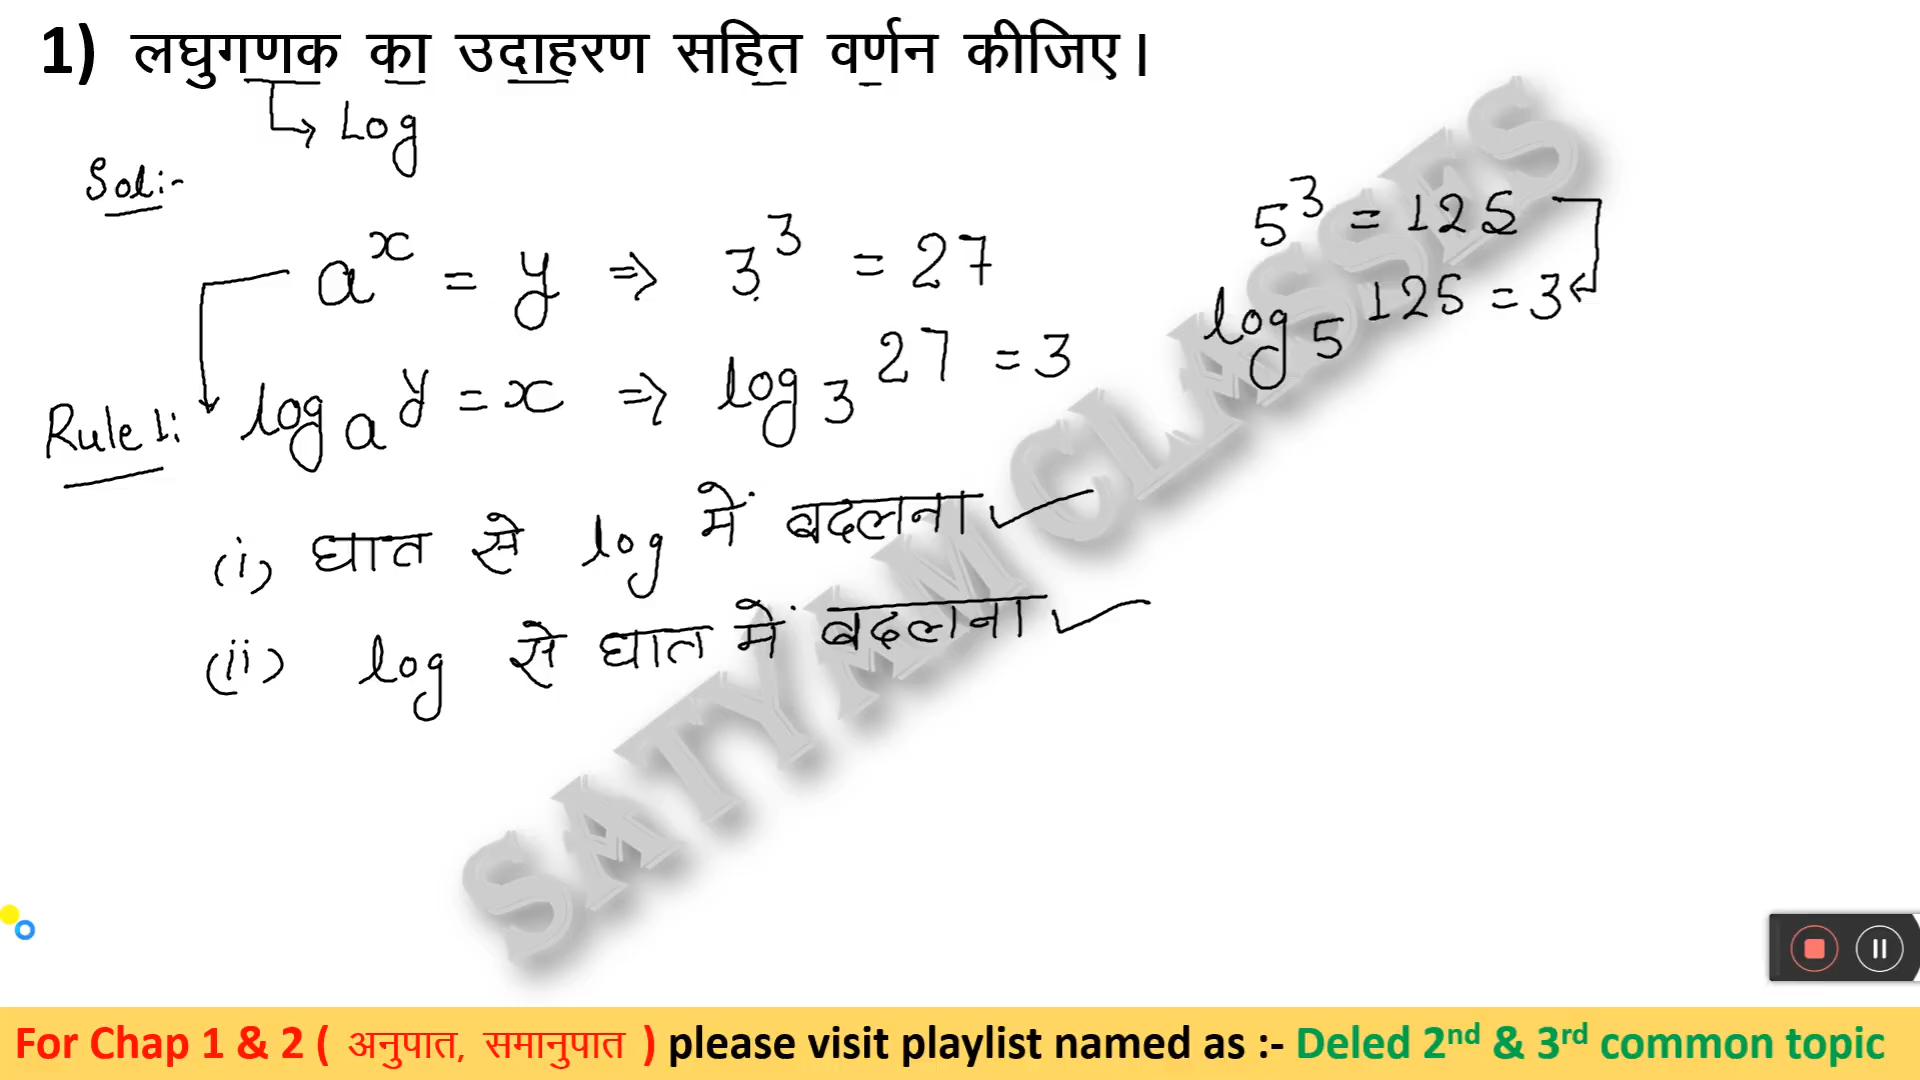 1) लघुगणक का उदाहरण सहित वर्णन कीजिए।
→ Log
Sol:-
aˣ = y ⇒ 3³ = 27
Rule 1: logₐ y = x ⇒ log₃ 27 = 3
5³ = 125
log₅ 125 = 3
(i) घात से log में बदलना ✓
(ii) log से घात में बदलना ✓
SATYAM CLASSES
For Chap 1 & 2 ( अनुपात, समानुपात ) please visit playlist named as :- Deled 2nd & 3rd common topic